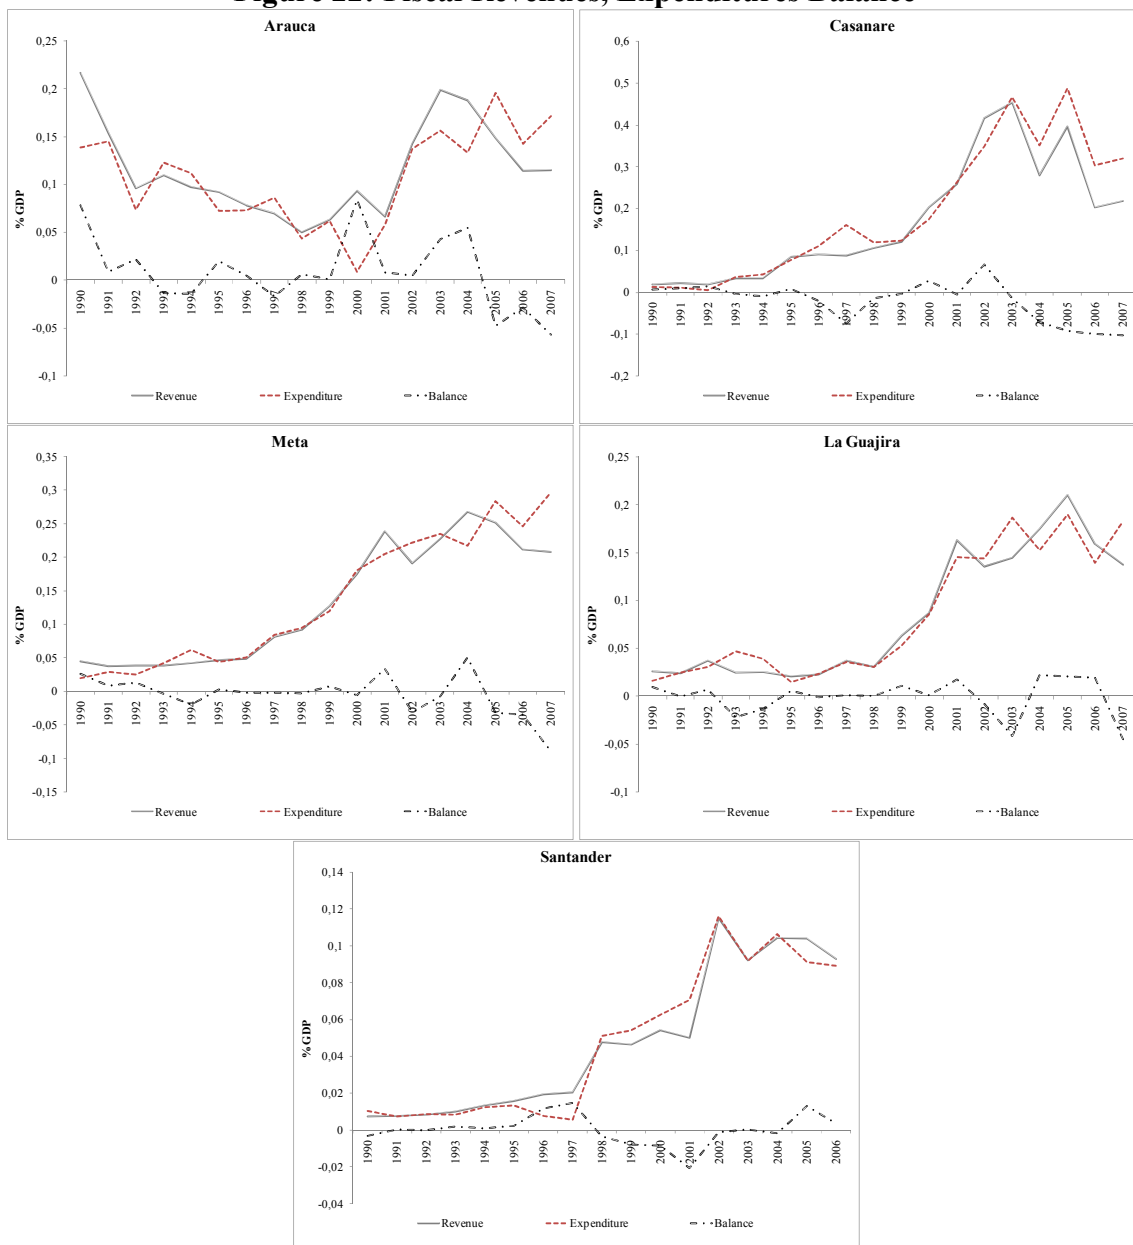 Fiscal Revenues, Expenditures Balance
Arauca
0,25
0,2
0,15
0,1
0,05
0
-0,05
-0,1
% GDP
1990 1991 1992 1993 1994 1995 1996 1997 1998 1999 2000 2001 2002 2003 2004 2005 2006 2007
Revenue Expenditure Balance
Casanare
0,6
0,5
0,4
0,3
0,2
0,1
0
-0,1
-0,2
% GDP
1990 1991 1992 1993 1994 1995 1996 1997 1998 1999 2000 2001 2002 2003 2004 2005 2006 2007
Revenue Expenditure Balance
Meta
0,35
0,3
0,25
0,2
0,15
0,1
0,05
0
-0,05
-0,1
-0,15
% GDP
1990 1991 1992 1993 1994 1995 1996 1997 1998 1999 2000 2001 2002 2003 2004 2005 2006 2007
Revenue Expenditure Balance
La Guajira
0,25
0,2
0,15
0,1
0,05
0
-0,05
-0,1
% GDP
1990 1991 1992 1993 1994 1995 1996 1997 1998 1999 2000 2001 2002 2003 2004 2005 2006 2007
Revenue Expenditure Balance
Santander
0,14
0,12
0,1
0,08
0,06
0,04
0,02
0
-0,02
-0,04
% GDP
1990 1991 1992 1993 1994 1995 1996 1997 1998 1999 2000 2001 2002 2003 2004 2005 2006
Revenue Expenditure Balance